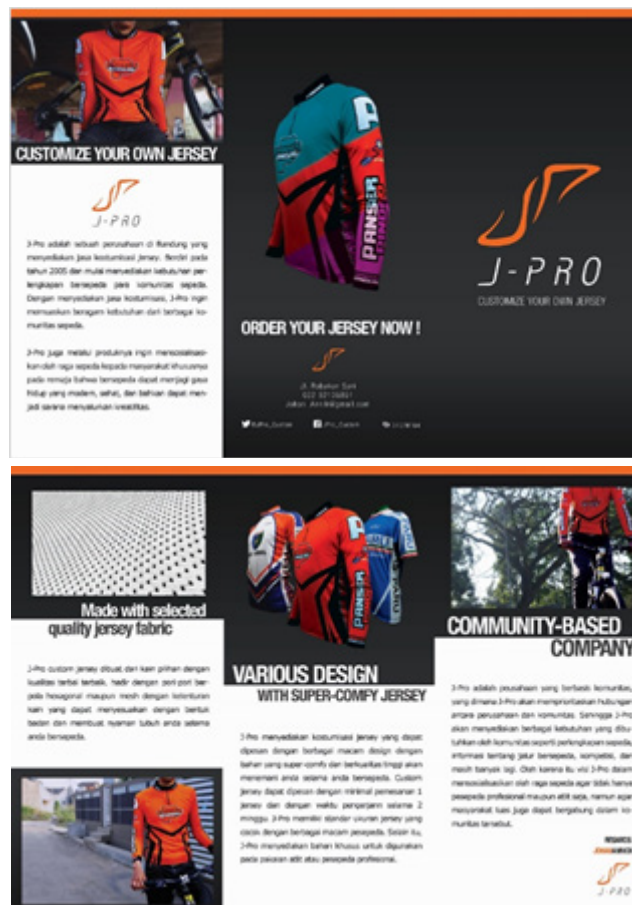 CUSTOMIZE YOUR OWN JERSEY
J-PRO
J-Pro adalah sebuah perusahaan di Bandung yang
menyediakan jasa kostumisasi jersey. Berdiri pada
tahun 2005 dan mulai menyediakan kebutuhan per-
lengkapan bersepeda para komunitas sepeda.
Dengan menyediakan jasa kostumisasi, J-Pro ingin
memuaskan beragam kebutuhan dari berbagai ko-
munitas sepeda.
J-Pro juga melalui produknya ingin mensosialisasi-
kan olah raga sepeda kepada masyarakat khususnya
pada remaja bahwa bersepeda dapat menjadi gaya
hidup yang modern, sehat, dan bahkan dapat men-
jadi sarana menyalurkan kreatifitas.
PANSER
ORDER YOUR JERSEY NOW !
J-PRO
CUSTOMIZE YOUR OWN JERSEY
Made with selected
quality jersey fabric
J-Pro custom jersey dibuat dari kain pilihan dengan
kualitas terbaik, hadir dengan pori pori ber-
pola hexagonal maupun mesh dengan kelenturan
kain yang dapat menyesuaikan dengan bentuk
badan dan membuat nyaman tubuh anda selama
anda bersepeda.
PANSER
VARIOUS DESIGN
WITH SUPER-COMFY JERSEY
J-Pro menyediakan kostumisasi jersey yang dapat
dipesan dengan berbagai macam design dengan
bahan yang super-comfy dan berkualitas tinggi akan
menemani anda selama anda bersepeda. Custom
jersey dapat dipesan dengan minimal pemesanan 1
jersey dan dengan waktu pengerjaan selama 2
minggu. J-Pro memiliki standar ukuran jersey yang
cocok dengan berbagai macam pesepeda. Selain itu,
J-Pro menyediakan bahan khusus untuk digunakan
pada pakaian atlit atau pesepeda profesional.
COMMUNITY-BASED
COMPANY
J-Pro adalah perusahaan yang berbasis komunitas,
yang dimana J-Pro akan memprioritaskan hubungan
antara perusahaan dan komunitas. Sehingga J-Pro
akan menyediakan berbagai kebutuhan yang dibu-
tuhkan oleh komunitas seperti perlengkapan sepeda,
informasi tentang jalur bersepeda, kompetisi, dan
masih banyak lagi. Oleh karena itu visi J-Pro dalam
mensosialisasikan olah raga sepeda agar tidak hanya
pesepeda profesional maupun atlit saja, namun agar
masyarakat luas juga dapat bergabung dalam ko-
munitas tersebut.
REGARDS,
J-PRO